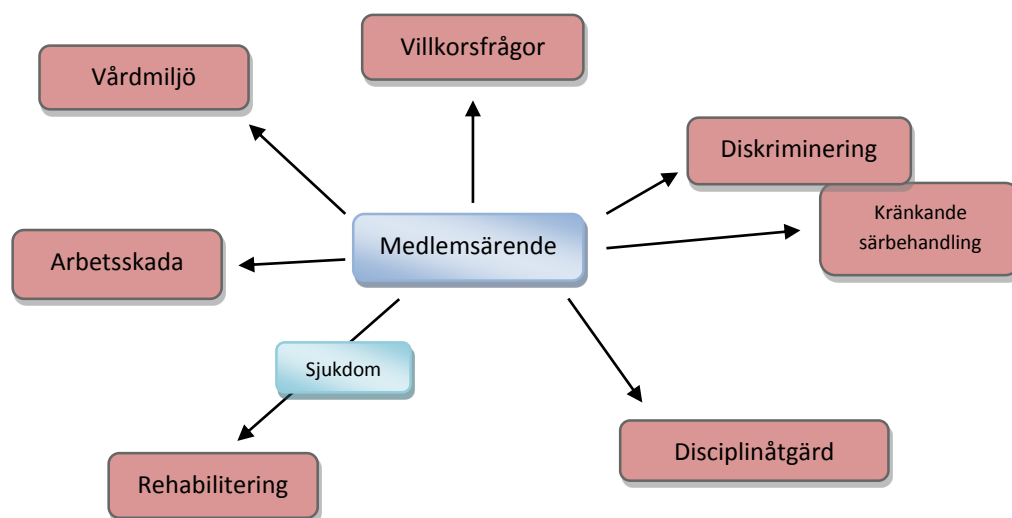 Villkorsfrågor
Vårdmiljö
Diskriminering
Kränkande
särbehandling
Medlemsärende
Arbetsskada
Sjukdom
Disciplinåtgärd
Rehabilitering